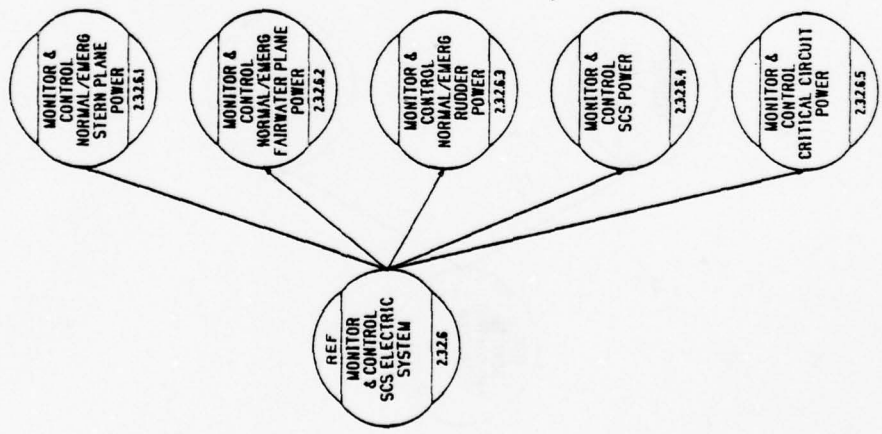 REF
MONITOR
& CONTROL
SCS ELECTRIC
SYSTEM
2.3.2.6
MONITOR &
CONTROL
NORMAL/EMERG
STERN PLANE
POWER
2.3.2.6.1
MONITOR &
CONTROL
NORMAL/EMERG
FAIRWATER PLANE
POWER
2.3.2.6.2
MONITOR &
CONTROL
NORMAL/EMERG
RUDDER
POWER
2.3.2.6.3
MONITOR &
CONTROL
SCS POWER
2.3.2.6.4
MONITOR &
CONTROL
CRITICAL CIRCUIT
POWER
2.3.2.6.5